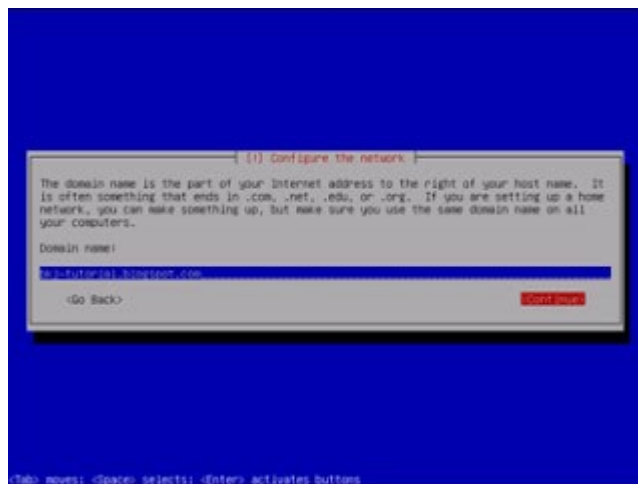 [!] Configure the network
The domain name is the part of your Internet address to the right of your host name.  It
is often something that ends in .com, .net, .edu, or .org.  If you are setting up a home
network, you can make something up, but make sure you use the same domain name on all
your computers.
Domain name:
-tutorial.blogspot.com
<Go Back>
<Continue>
<Tab> moves; <Space> selects; <Enter> activates buttons